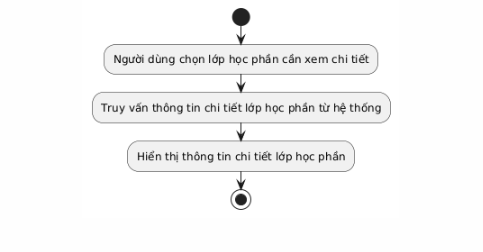 Người dùng chọn lớp học phần cần xem chi tiết
Truy vấn thông tin chi tiết lớp học phần từ hệ thống
Hiển thị thông tin chi tiết lớp học phần